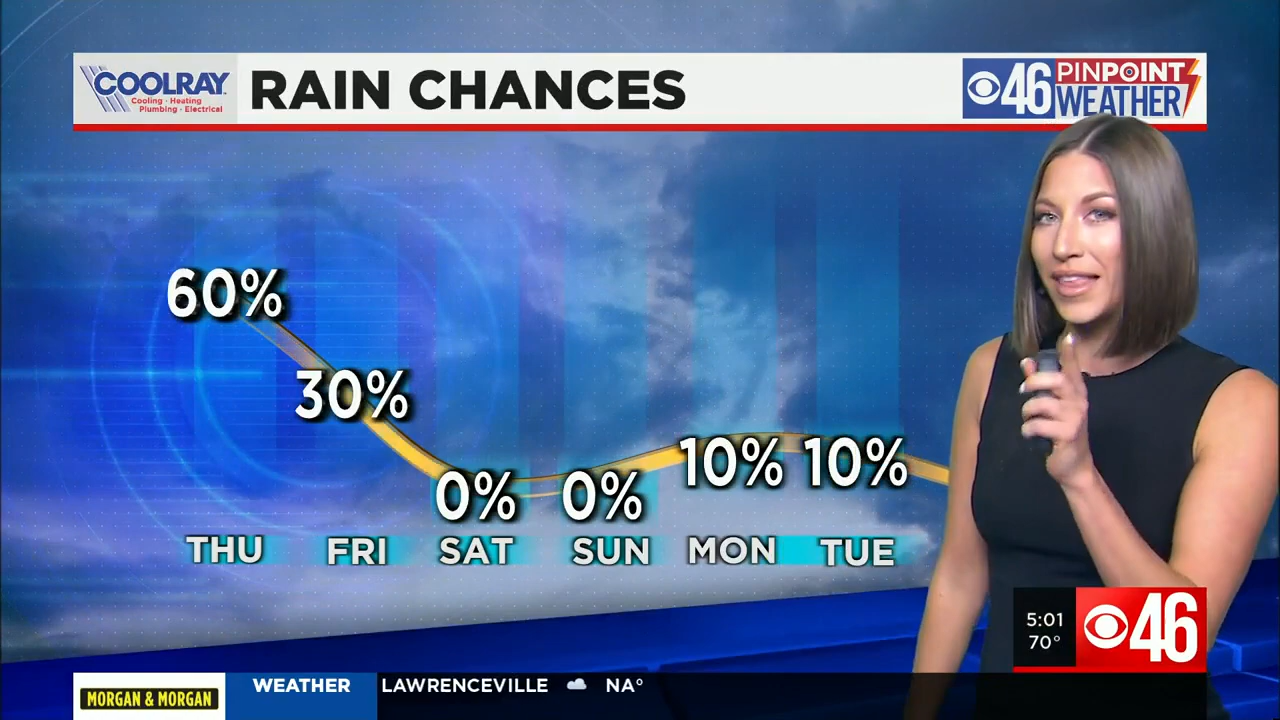 COOLRAY
Cooling · Heating
Plumbing · Electrical
RAIN CHANCES
46 PINPOINT
WEATHER
60%
30%
0% 0% 10% 10%
THU FRI SAT SUN MON TUE
5:01
70°
46
MORGAN & MORGAN
WEATHER LAWRENCEVILLE NA°